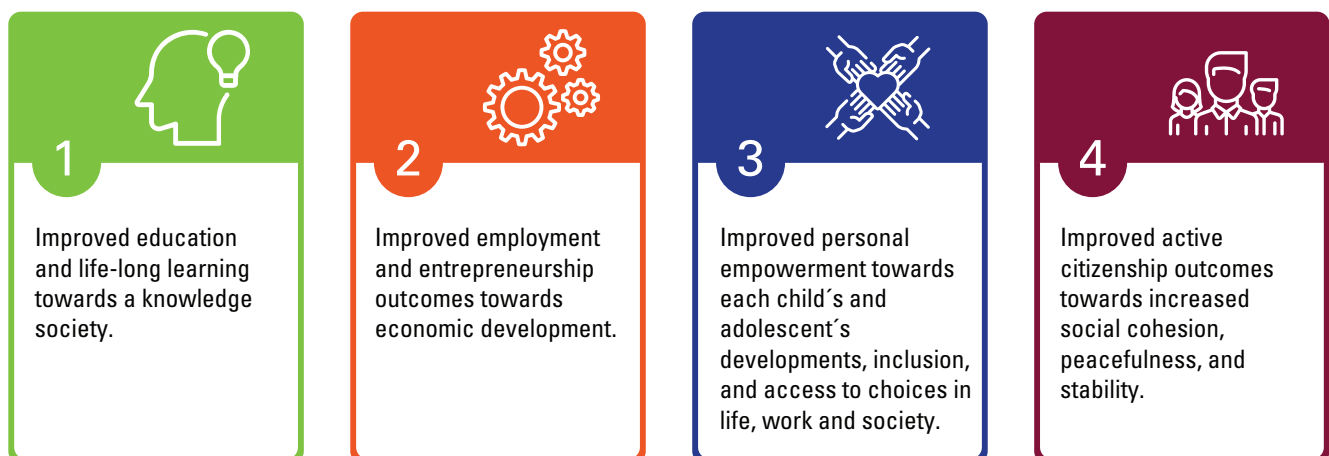 1
Improved education
and life-long learning
towards a knowledge
society.
2
Improved employment
and entrepreneurship
outcomes towards
economic development.
3
Improved personal
empowerment towards
each child´s and
adolescent´s
developments, inclusion,
and access to choices in
life, work and society.
4
Improved active
citizenship outcomes
towards increased
social cohesion,
peacefulness, and
stability.